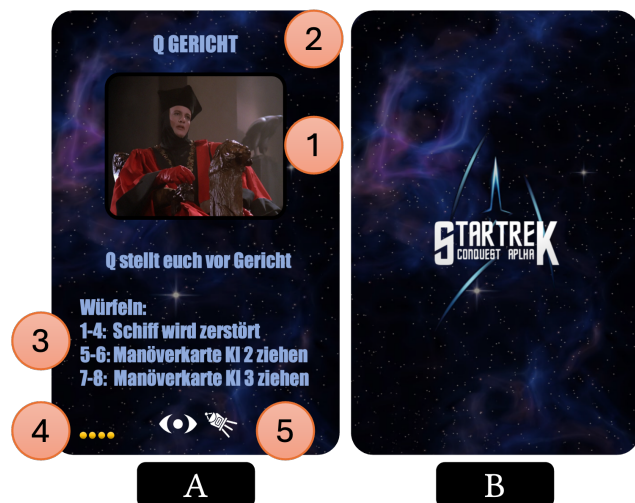 Q GERICHT
2
1
Q stellt euch vor Gericht
Würfeln:
1-4: Schiff wird zerstört
5-6: Manöverkarte Kl 2 ziehen
7-8: Manöverkarte Kl 3 ziehen
3
4
5
A
STARTREK
CONQUEST APLHA
B